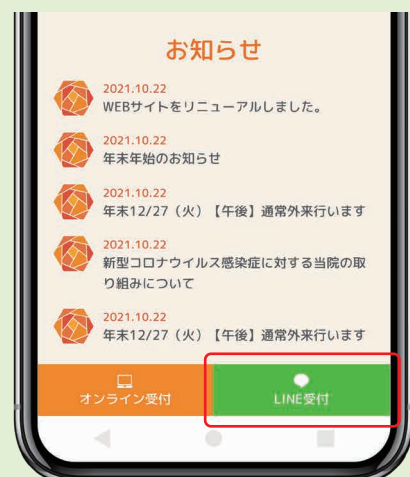 お知らせ
2021.10.22
WEBサイトをリニューアルしました。
2021.10.22
年末年始のお知らせ
2021.10.22
年末12/27（火）【午後】通常外来行います
2021.10.22
新型コロナウイルス感染症に対する当院の取
り組みについて
2021.10.22
年末12/27（火）【午後】通常外来行います
オンライン受付
LINE受付